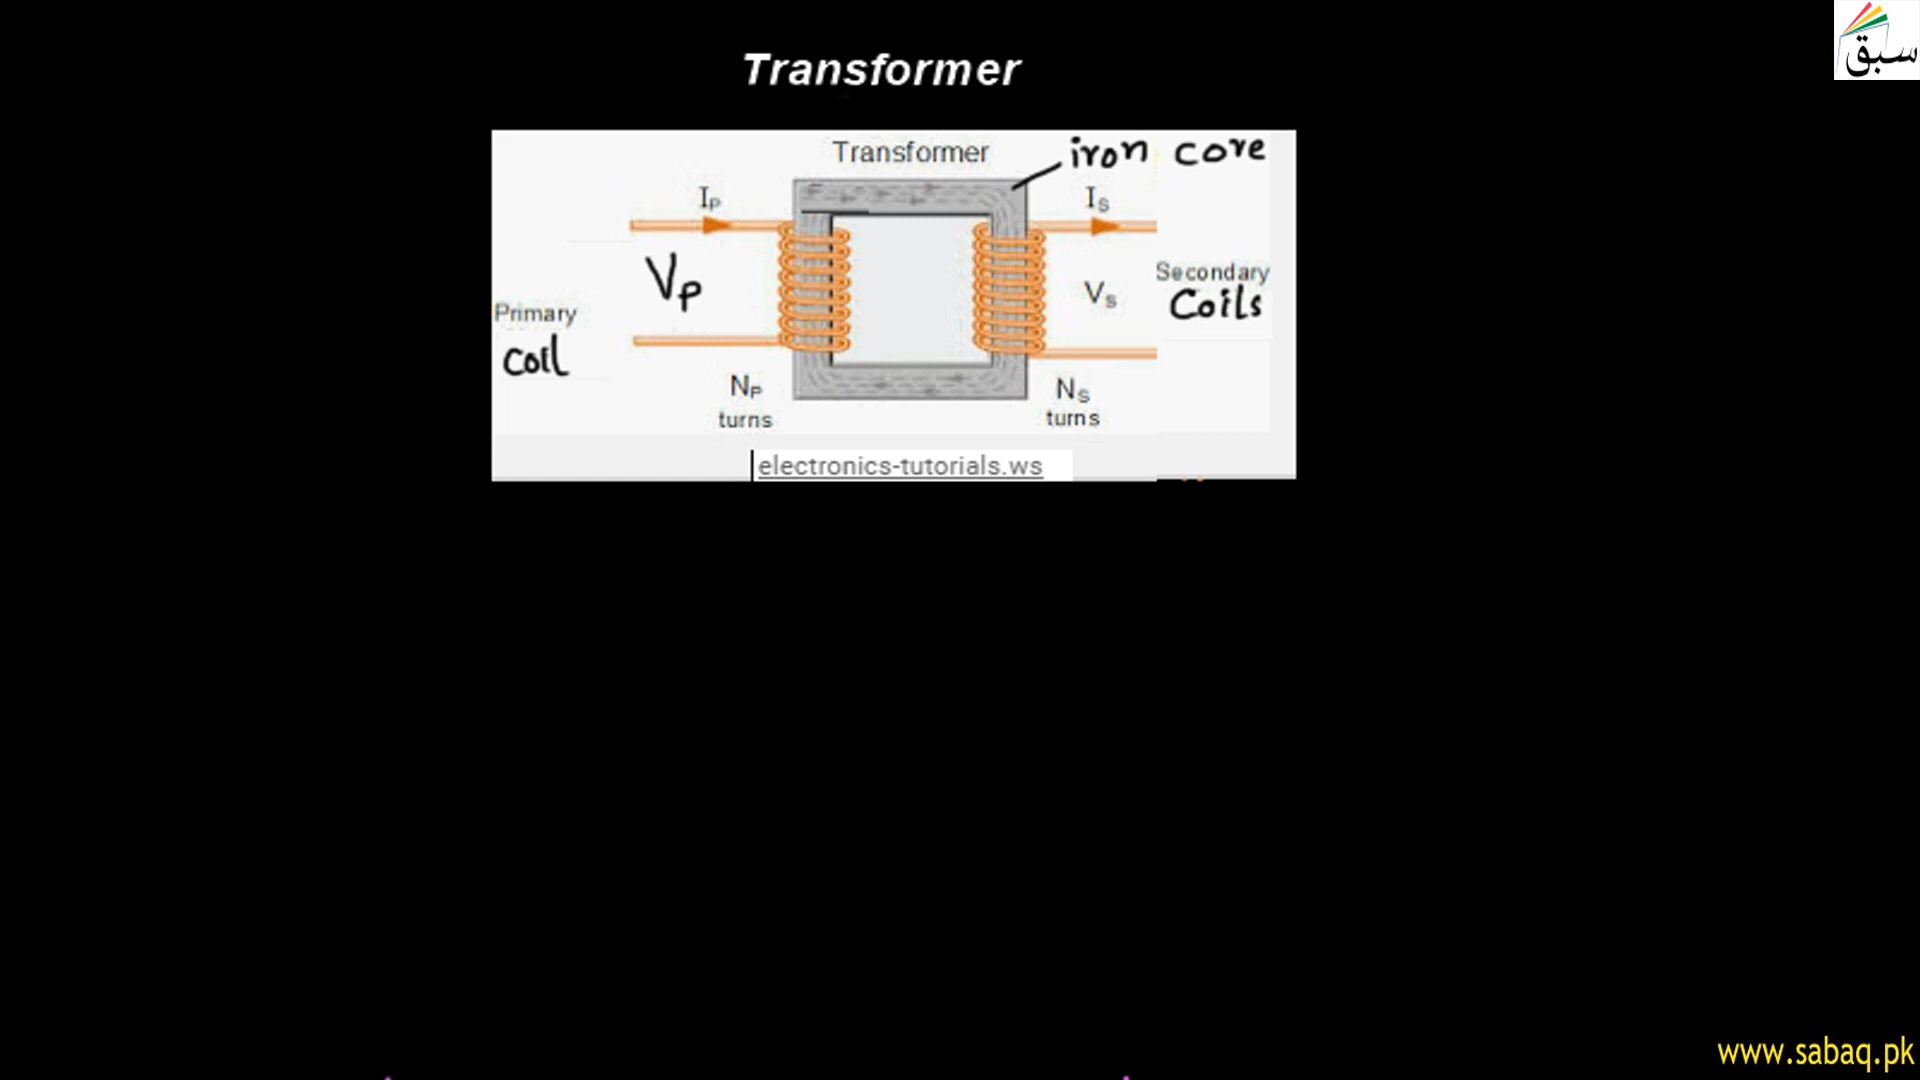 Transformer
سبق
Transformer
iron core
IP
IS
VP
VS
Secondary
Coils
Primary
Coil
NP
turns
NS
turns
electronics-tutorials.ws
www.sabaq.pk